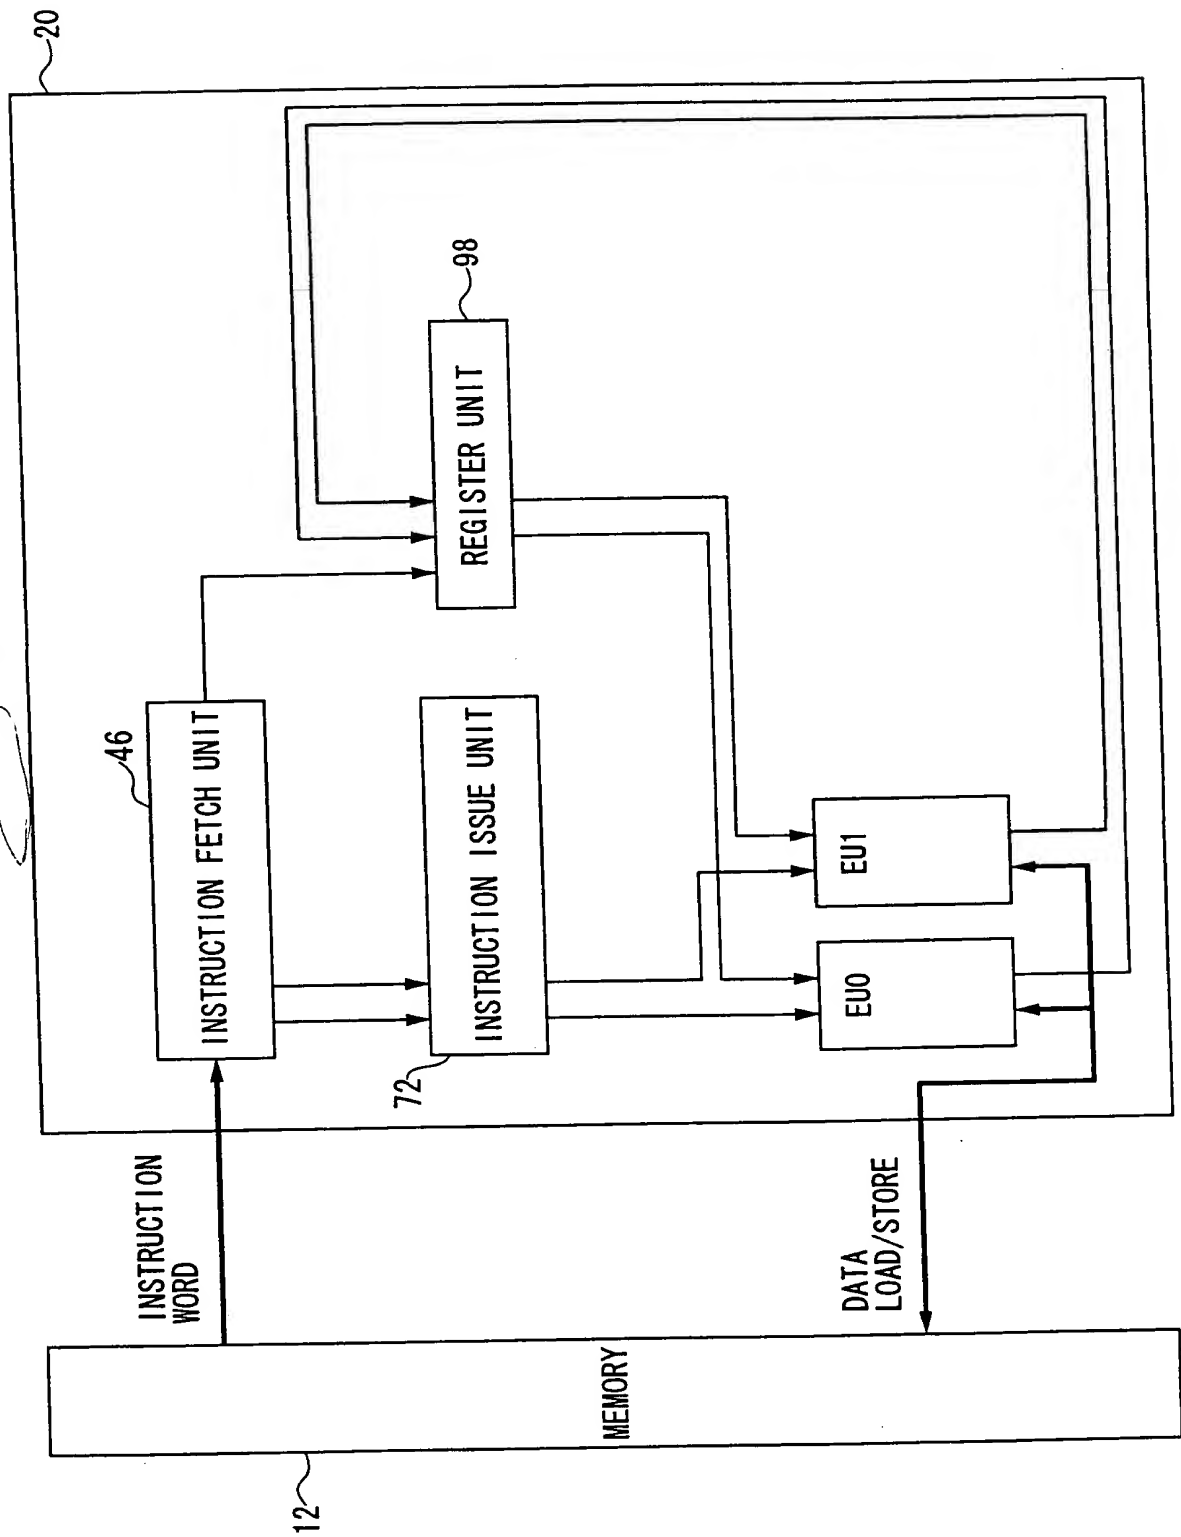 20
46
INSTRUCTION FETCH UNIT
98
REGISTER UNIT
72
INSTRUCTION ISSUE UNIT
EU0
EU1
INSTRUCTION
WORD
DATA
LOAD/STORE
MEMORY
12